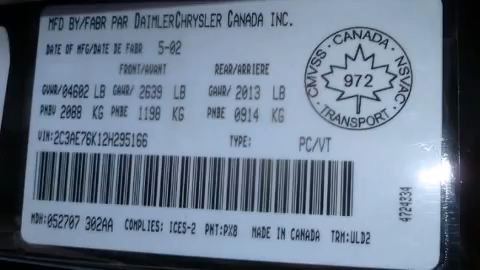 MFD BY/FABR PAR DAIMLERCHRYSLER CANADA INC.
DATE OF MFG/DATE DE FABR 5-02
FRONT/AVANT REAR/ARRIERE
GVWR/04602 LB GAWR/ 2639 LB GAWR/ 2013 LB
PNBV 2088 KG PNBE 1198 KG PNBE 0914 KG
VIN: 2C3AE76K12H295166 TYPE: PC/VT
MDH: 052707 302AA COMPLIES: ICES-2 PNT: PX8 MADE IN CANADA TRM: ULD2
CMVSS · CANADA · NSVAC · TRANSPORT
972
4724334